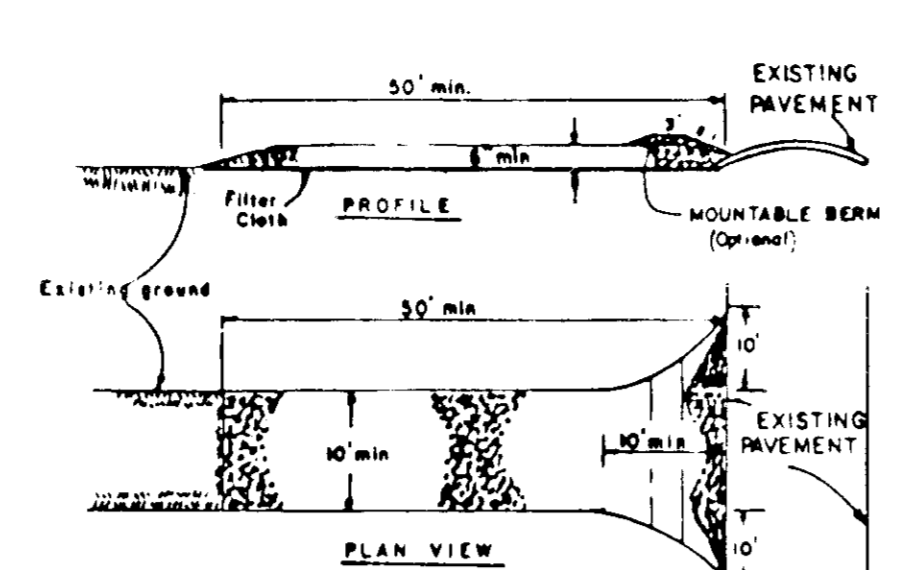 50' min.
EXISTING
PAVEMENT
3'
6" min
Filter
Cloth
PROFILE
MOUNTABLE BERM
(Optional)
Existing ground
50' min
10'
10' min
10' min
EXISTING
PAVEMENT
PLAN VIEW
10'